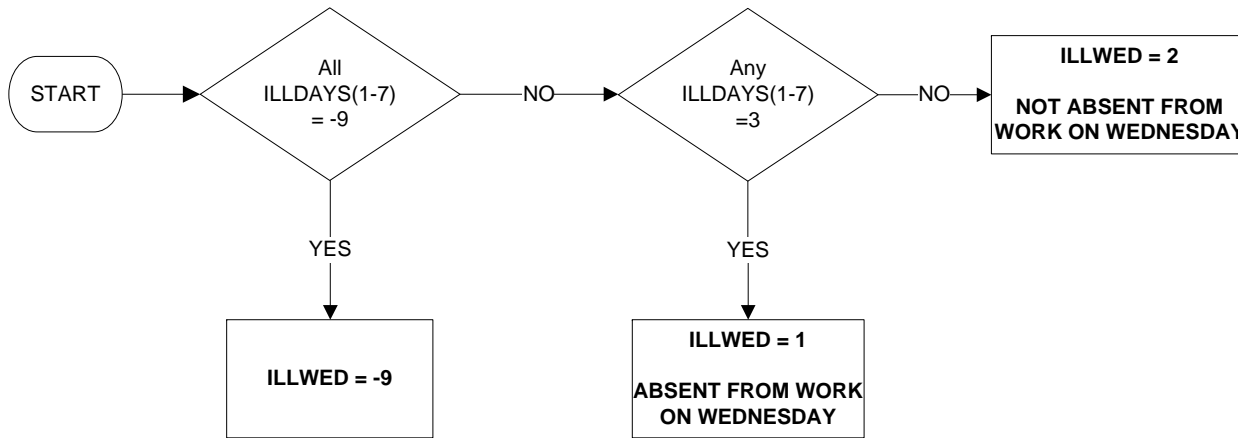 START
All
ILLDAYS(1-7)
= -9
NO
Any
ILLDAYS(1-7)
=3
NO
ILLWED = 2
NOT ABSENT FROM
WORK ON WEDNESDAY
YES
YES
ILLWED = -9
ILLWED = 1
ABSENT FROM WORK
ON WEDNESDAY